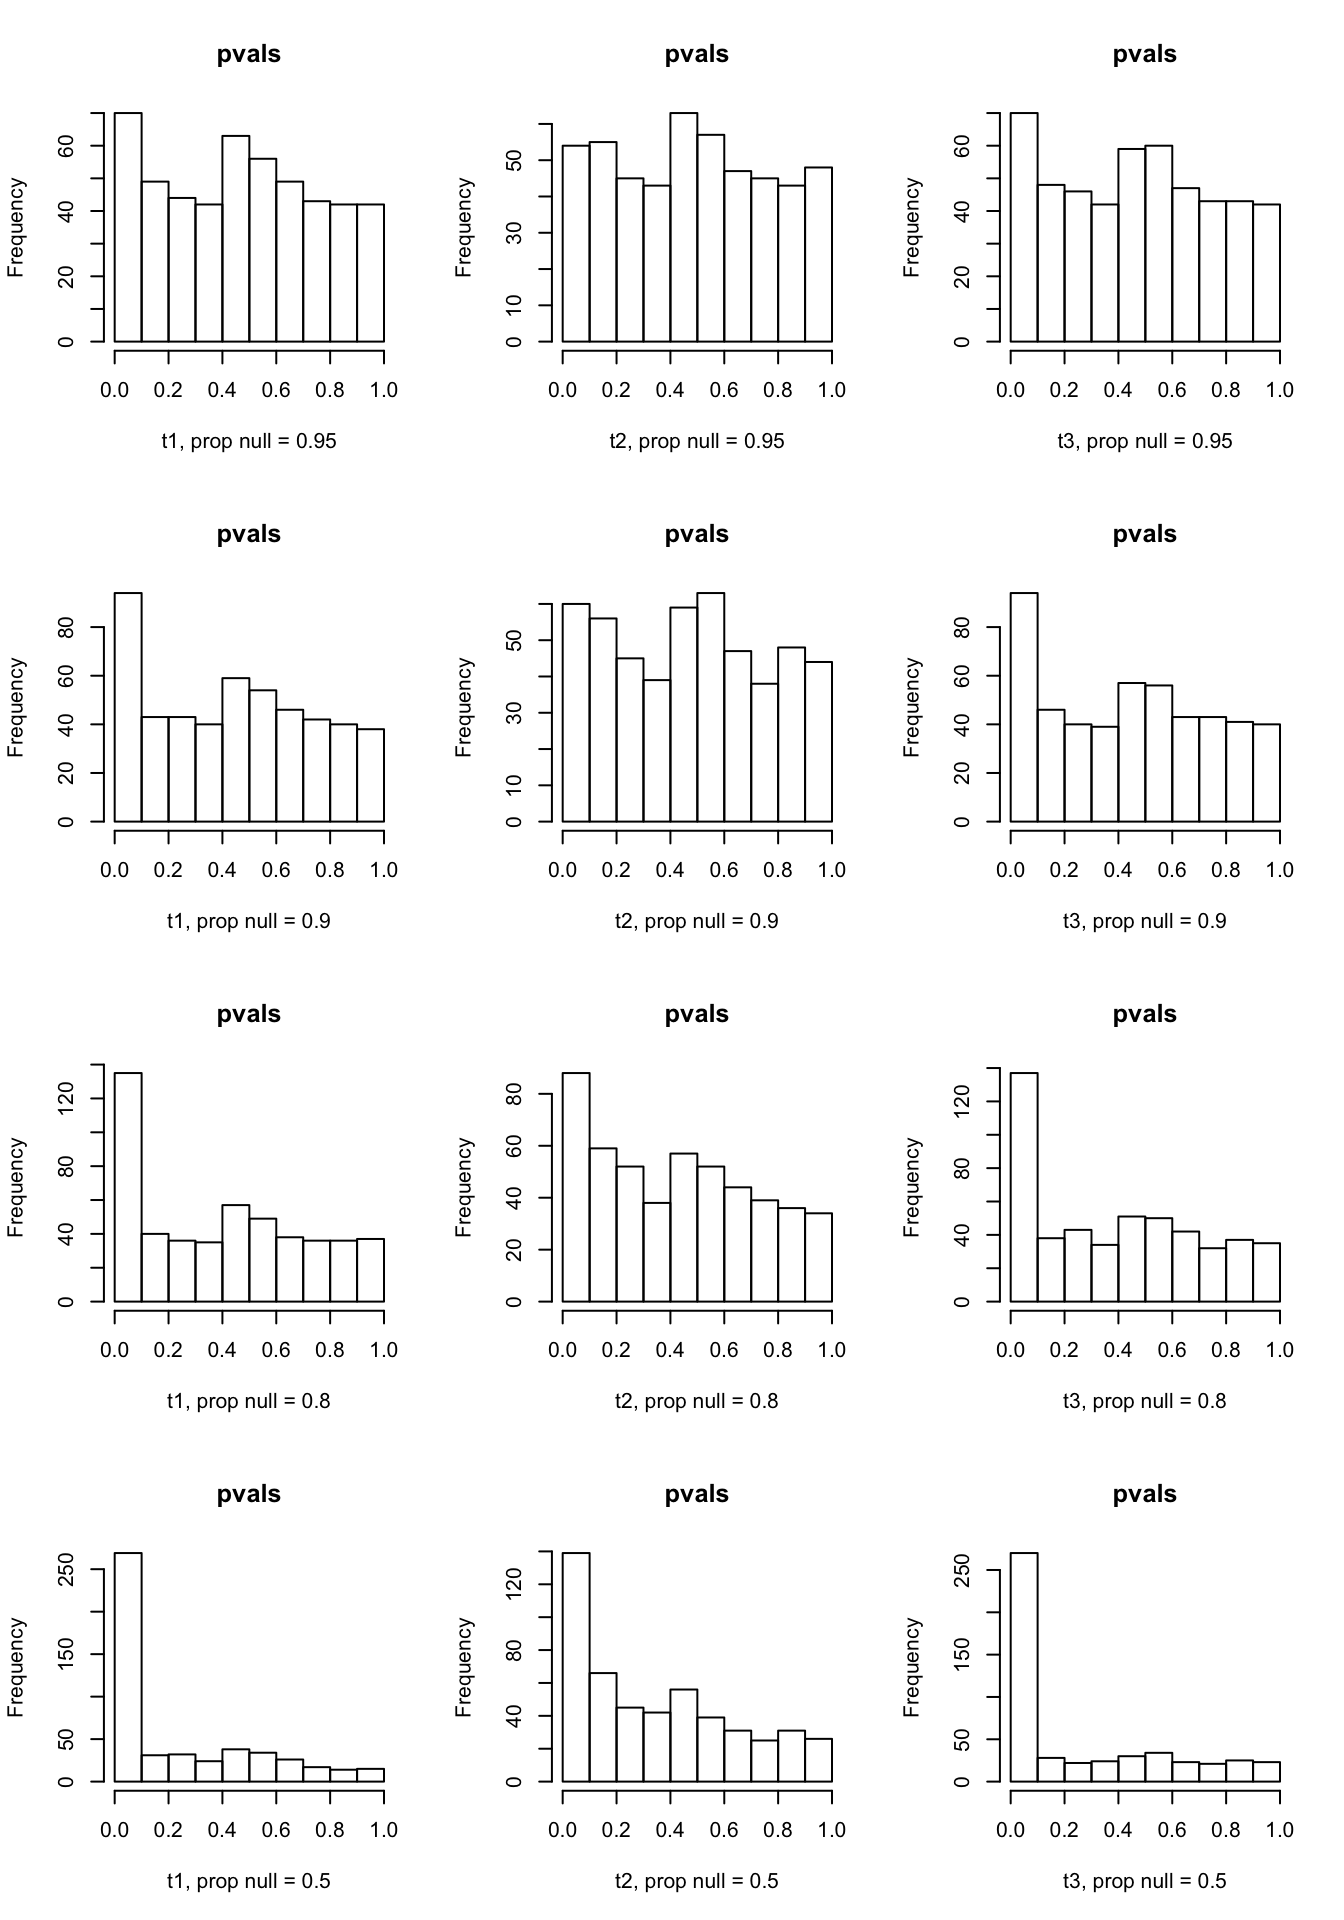 pvals pvals pvals
Frequency Frequency Frequency
0 20 40 60 0 10 30 50 0 20 40 60
0.0 0.2 0.4 0.6 0.8 1.0 0.0 0.2 0.4 0.6 0.8 1.0 0.0 0.2 0.4 0.6 0.8 1.0
t1, prop null = 0.95 t2, prop null = 0.95 t3, prop null = 0.95
pvals pvals pvals
Frequency Frequency Frequency
0 20 40 60 80 0 10 30 50 0 20 40 60 80
0.0 0.2 0.4 0.6 0.8 1.0 0.0 0.2 0.4 0.6 0.8 1.0 0.0 0.2 0.4 0.6 0.8 1.0
t1, prop null = 0.9 t2, prop null = 0.9 t3, prop null = 0.9
pvals pvals pvals
Frequency Frequency Frequency
0 40 80 120 0 20 40 60 80 0 40 80 120
0.0 0.2 0.4 0.6 0.8 1.0 0.0 0.2 0.4 0.6 0.8 1.0 0.0 0.2 0.4 0.6 0.8 1.0
t1, prop null = 0.8 t2, prop null = 0.8 t3, prop null = 0.8
pvals pvals pvals
Frequency Frequency Frequency
0 50 150 250 0 40 80 120 0 50 150 250
0.0 0.2 0.4 0.6 0.8 1.0 0.0 0.2 0.4 0.6 0.8 1.0 0.0 0.2 0.4 0.6 0.8 1.0
t1, prop null = 0.5 t2, prop null = 0.5 t3, prop null = 0.5